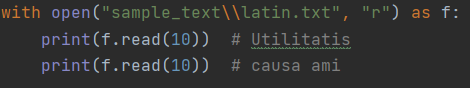 with open("sample_text\\latin.txt", "r") as f:
    print(f.read(10))  # Utilitatis
    print(f.read(10))  # causa ami